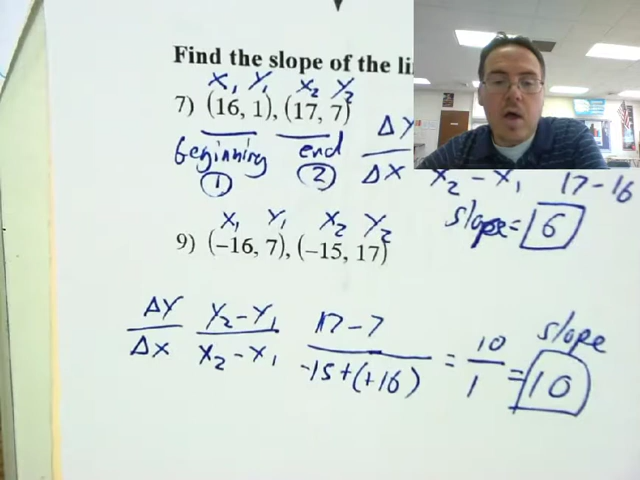 Find the slope of the li
X₁ Y₁ X₂ Y₂
7) (16, 1), (17, 7)
beginning end ΔY
① ② ΔX X₂ - X₁ 17 - 16
slope = 6
X₁ Y₁ X₂ Y₂
9) (−16, 7), (−15, 17)
ΔY Y₂ - Y₁ 17 - 7 10 slope
ΔX X₂ - X₁ -15+(+16) = 1 = 10